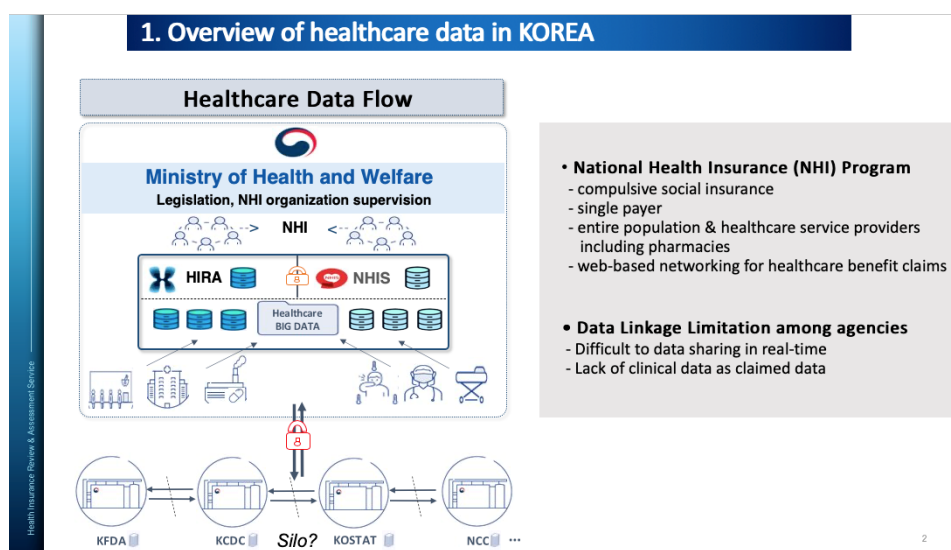 1. Overview of healthcare data in KOREA
Healthcare Data Flow
Ministry of Health and Welfare
Legislation, NHI organization supervision
NHI
HIRA
NHIS
Healthcare
BIG DATA
KFDA
KCDC
Silo?
KOSTAT
NCC
...
• National Health Insurance (NHI) Program
- compulsive social insurance
- single payer
- entire population & healthcare service providers
including pharmacies
- web-based networking for healthcare benefit claims
• Data Linkage Limitation among agencies
- Difficult to data sharing in real-time
- Lack of clinical data as claimed data
Health Insurance Review & Assessment Service
2